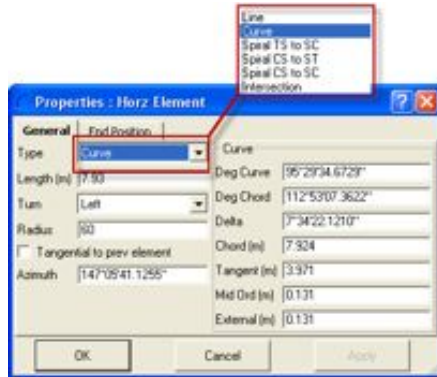 Line
Curve
Spiral TS to SC
Spiral CS to ST
Spiral CS to SC
Intersection
Properties : Horz Element
General End Position
Type Curve
Length (m) 7.93
Turn Left
Radius 60
Tangential to prev element
Azimuth 147°05'41.1255"
Curve
Deg Curve 95°29'34.6729"
Deg Chord 112°53'07.3622"
Delta 7°34'22.1210"
Chord (m) 7.924
Tangent (m) 3.971
Mid Ord (m) 0.131
External (m) 0.131
OK Cancel Apply